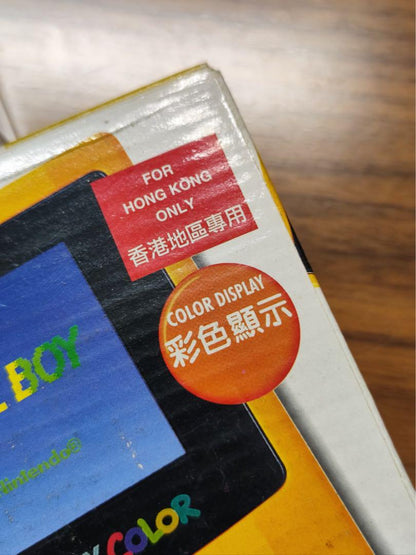 FOR
HONG KONG
ONLY
香港地區專用
COLOR DISPLAY
彩色顯示
BOY
Nintendo®
COLOR